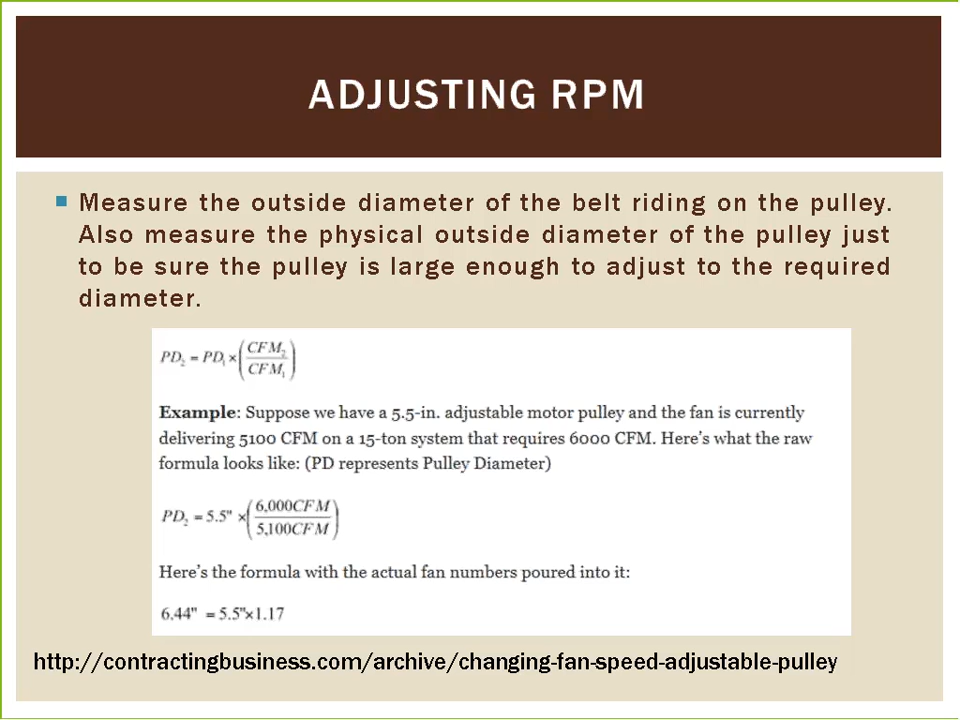 ADJUSTING RPM
Measure the outside diameter of the belt riding on the pulley.
Also measure the physical outside diameter of the pulley just
to be sure the pulley is large enough to adjust to the required
diameter.
PD₂ = PD₁ × (CFM₂ / CFM₁)
Example: Suppose we have a 5.5-in. adjustable motor pulley and the fan is currently
delivering 5100 CFM on a 15-ton system that requires 6000 CFM. Here's what the raw
formula looks like: (PD represents Pulley Diameter)
PD₂ = 5.5" × (6,000CFM / 5,100CFM)
Here's the formula with the actual fan numbers poured into it:
6.44" = 5.5"×1.17
http://contractingbusiness.com/archive/changing-fan-speed-adjustable-pulley